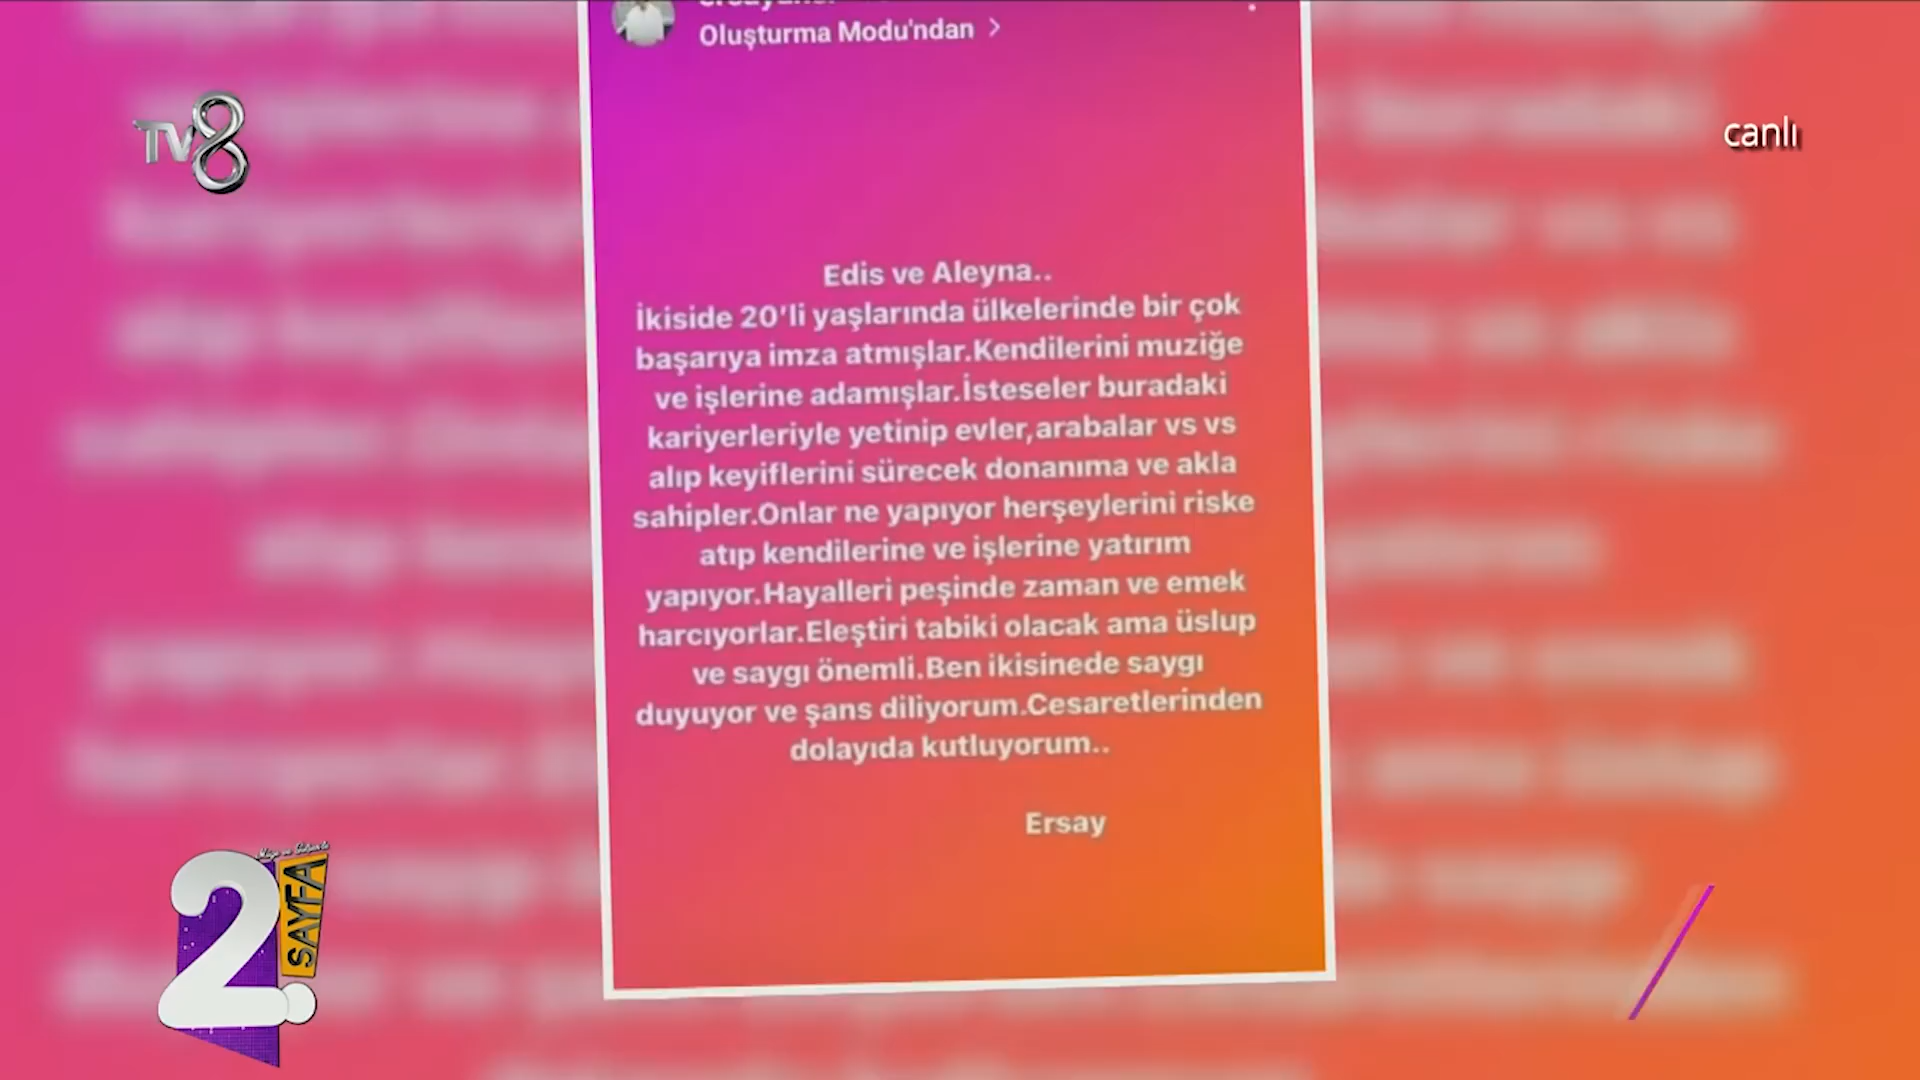 Oluşturma Modu'ndan
TV8
canlı
Edis ve Aleyna..
İkiside 20'li yaşlarında ülkelerinde bir çok
başarıya imza atmışlar.Kendilerini muziğe
ve işlerine adamışlar.İsteseler buradaki
kariyerleriyle yetinip evler,arabalar vs vs
alıp keyiflerini sürecek donanıma ve akla
sahipler.Onlar ne yapıyor herşeylerini riske
atıp kendilerine ve işlerine yatırım
yapıyor.Hayalleri peşinde zaman ve emek
harcıyorlar.Eleştiri tabiki olacak ama üslup
ve saygı önemli.Ben ikisinede saygı
duyuyor ve şans diliyorum.Cesaretlerinden
dolayıda kutluyorum..
Ersay
2.
SAYFA